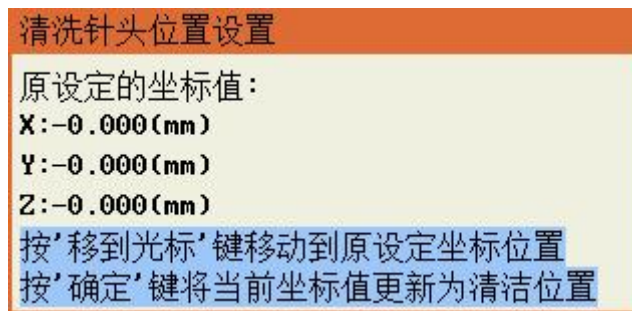 清洗针头位置设置
原设定的坐标值:
X:-0.000(mm)
Y:-0.000(mm)
Z:-0.000(mm)
按'移到光标'键移动到原设定坐标位置
按'确定'键将当前坐标值更新为清洁位置